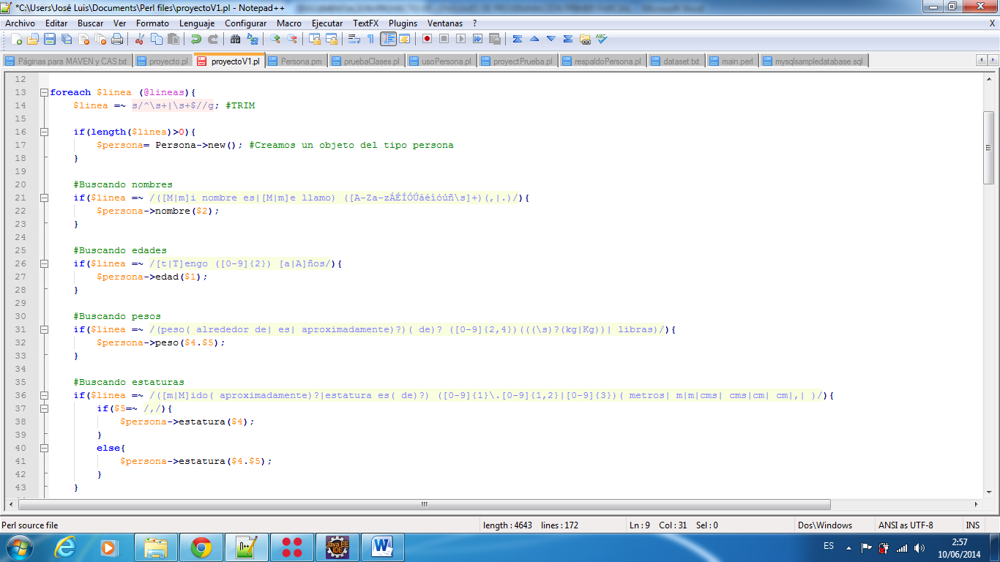 *C:\Users\José Luis\Documents\Perl files\proyectoV1.pl - Notepad++
Archivo Editar Buscar Ver Formato Lenguaje Configurar Macro Ejecutar TextFX Plugins Ventanas ? X
Páginas para MAVEN y CAS.txt proyecto.pl proyectoV1.pl Persona.pm pruebaClases.pl usoPersona.pl proyectPrueba.pl respaldoPersona.pl dataset.txt main.perl mysqlsampledatabase.sql
12
13 foreach $linea (@lineas){
14 $linea =~ s/^\s+|\s+$//g; #TRIM
15
16 if(length($linea)>0){
17 $persona= Persona->new(); #Creamos un objeto del tipo persona
18 }
19
20 #Buscando nombres
21 if($linea =~ /([M|m]i nombre es|[M|m]e llamo) ([A-Za-zÁÉÍÓÚáéíóúñ\s]+)(,|.)/){
22 $persona->nombre($2);
23 }
24
25 #Buscando edades
26 if($linea =~ /[t|T]engo ([0-9]{2}) [a|A]ños/){
27 $persona->edad($1);
28 }
29
30 #Buscando pesos
31 if($linea =~ /(peso( alrededor de| es| aproximadamente)?)( de)? ([0-9]{2,4})(((\s)?(kg|Kg))| libras)/){
32 $persona->peso($4.$5);
33 }
34
35 #Buscando estaturas
36 if($linea =~ /([m|M]ido( aproximadamente)?|estatura es( de)?) ([0-9]{1}\.[0-9]{1,2}|[0-9]{3})( metros| m|m|cms| cms|cm| cm|,| )/){
37 if($5=~ /,/){
38 $persona->estatura($4);
39 }
40 else{
41 $persona->estatura($4.$5);
42 }
43 }
Perl source file length : 4643 lines : 172 Ln : 9 Col : 31 Sel : 0 Dos\Windows ANSI as UTF-8 INS
Java EE IDE
ES 2:57
10/06/2014